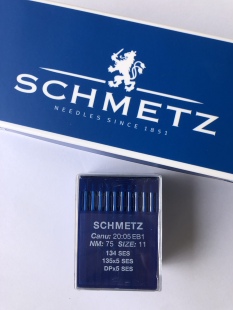 SCHMETZ
NEEDLES SINCE 1851
SCHMETZ
Canu: 20:05 EB1
NM: 75 SIZE: 11
134 SES
135x5 SES
DPx5 SES